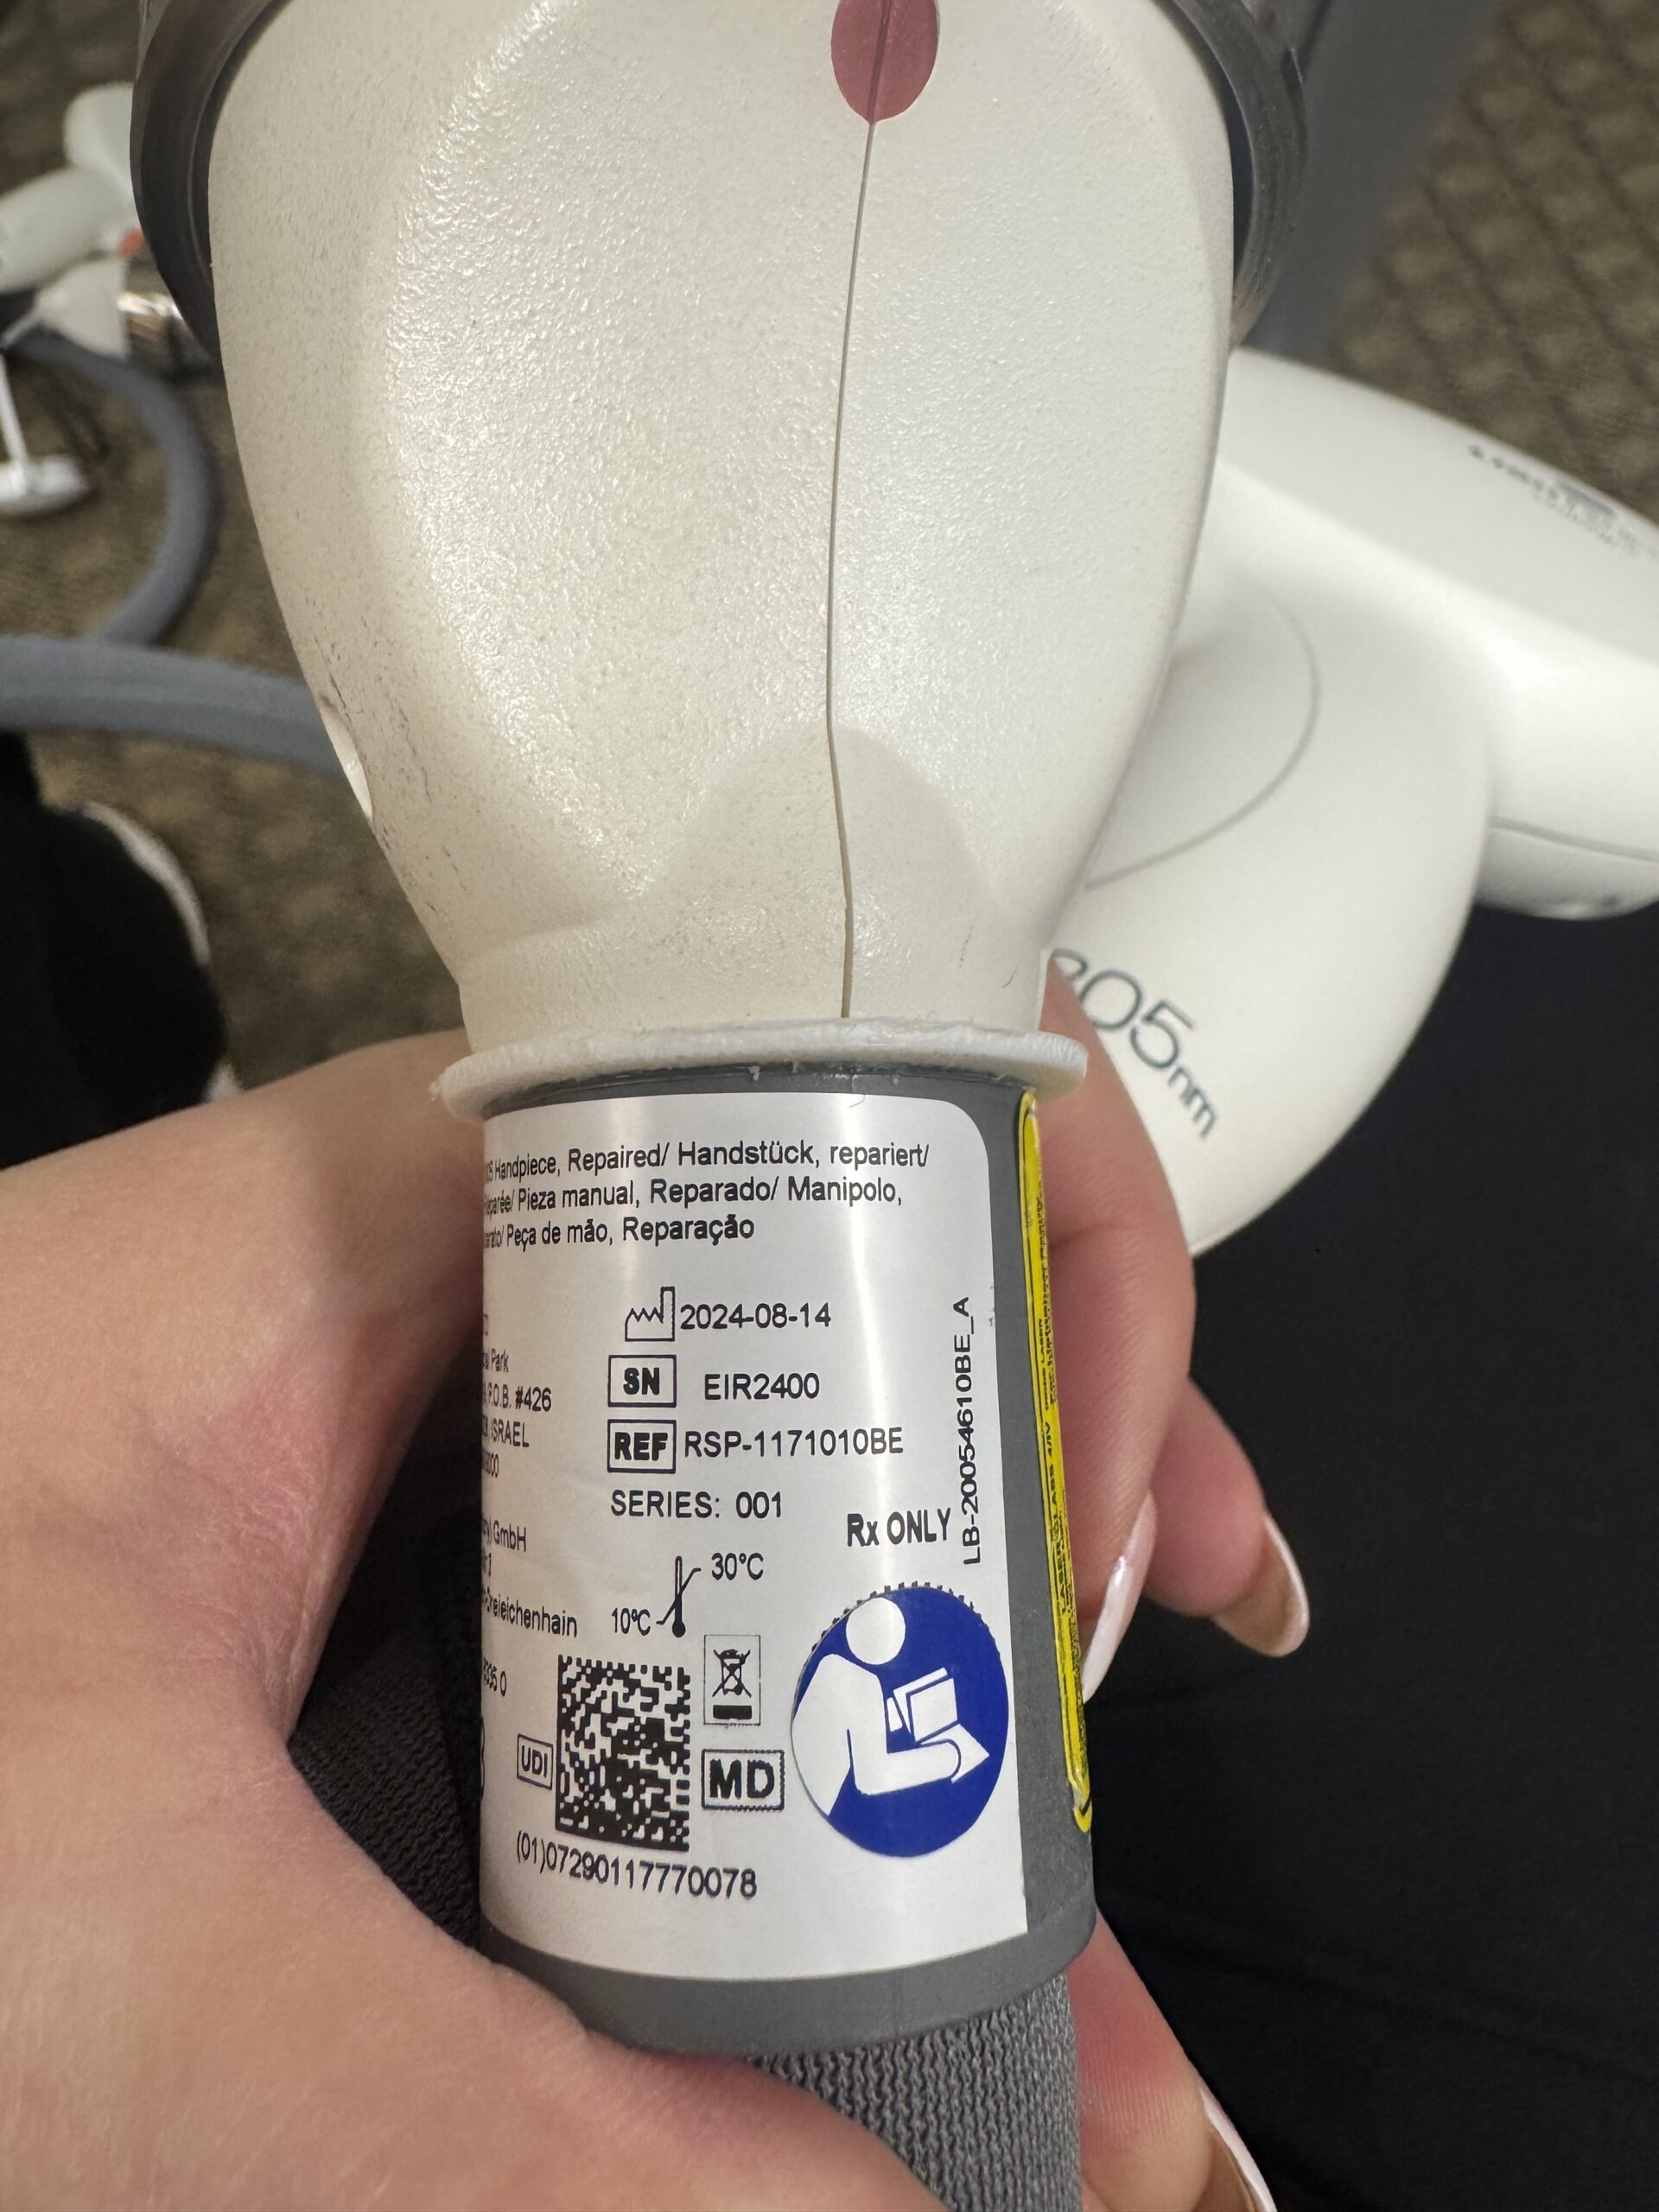 Handpiece, Repaired/ Handstück, repariert/
Pieza manual, Reparado/ Manipolo,
Peça de mão, Reparação
2024-08-14
SN EIR2400
REF RSP-1171010BE
SERIES: 001
Rx ONLY
LB-20054610BE_A
30°C
10°C
Park
P.O.B. #426
ISRAEL
GmbH
Dreieichenhain
UDI
MD
(01)07290117770078
05nm